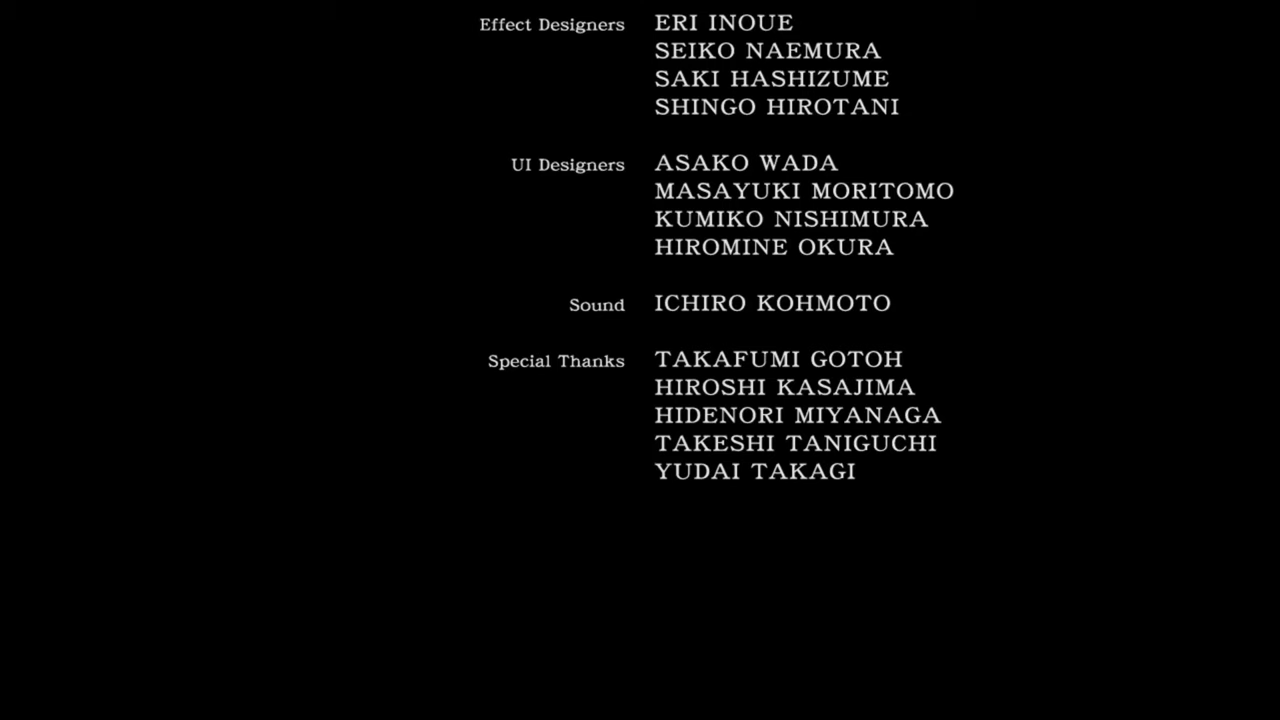 Effect Designers ERI INOUE
SEIKO NAEMURA
SAKI HASHIZUME
SHINGO HIROTANI
UI Designers ASAKO WADA
MASAYUKI MORITOMO
KUMIKO NISHIMURA
HIROMINE OKURA
Sound ICHIRO KOHMOTO
Special Thanks TAKAFUMI GOTOH
HIROSHI KASAJIMA
HIDENORI MIYANAGA
TAKESHI TANIGUCHI
YUDAI TAKAGI